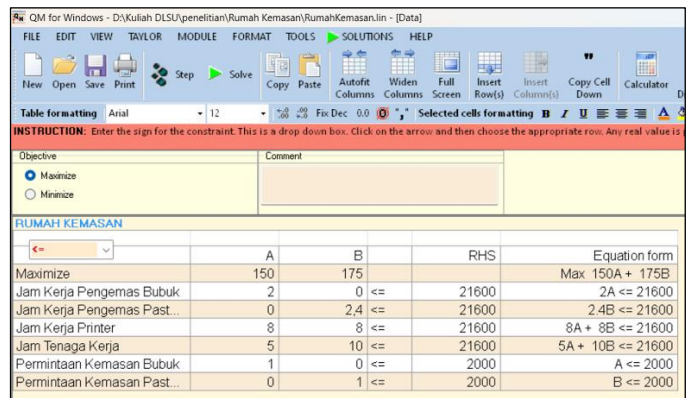 QM for Windows - D:\Kuliah DLSU\penelitian\Rumah Kemasan\RumahKemasan.lin - [Data]
FILE EDIT VIEW TAYLOR MODULE FORMAT TOOLS SOLUTIONS HELP
New Open Save Print Step Solve Copy Paste Autofit Columns Widen Columns Full Screen Insert Row(s) Insert Column(s) Copy Cell Down Calculator
Table formatting Arial 12 Fix Dec 0.0 0 "," Selected cells formatting B I U A
INSTRUCTION: Enter the sign for the constraint. This is a drop down box. Click on the arrow and then choose the appropriate row. Any real value is
Objective Comment
Maximize
Minimize
RUMAH KEMASAN
<=
A B RHS Equation form
Maximize 150 175 Max 150A + 175B
Jam Kerja Pengemas Bubuk 2 0 <= 21600 2A <= 21600
Jam Kerja Pengemas Past... 0 2,4 <= 21600 2.4B <= 21600
Jam Kerja Printer 8 8 <= 21600 8A + 8B <= 21600
Jam Tenaga Kerja 5 10 <= 21600 5A + 10B <= 21600
Permintaan Kemasan Bubuk 1 0 <= 2000 A <= 2000
Permintaan Kemasan Past... 0 1 <= 2000 B <= 2000